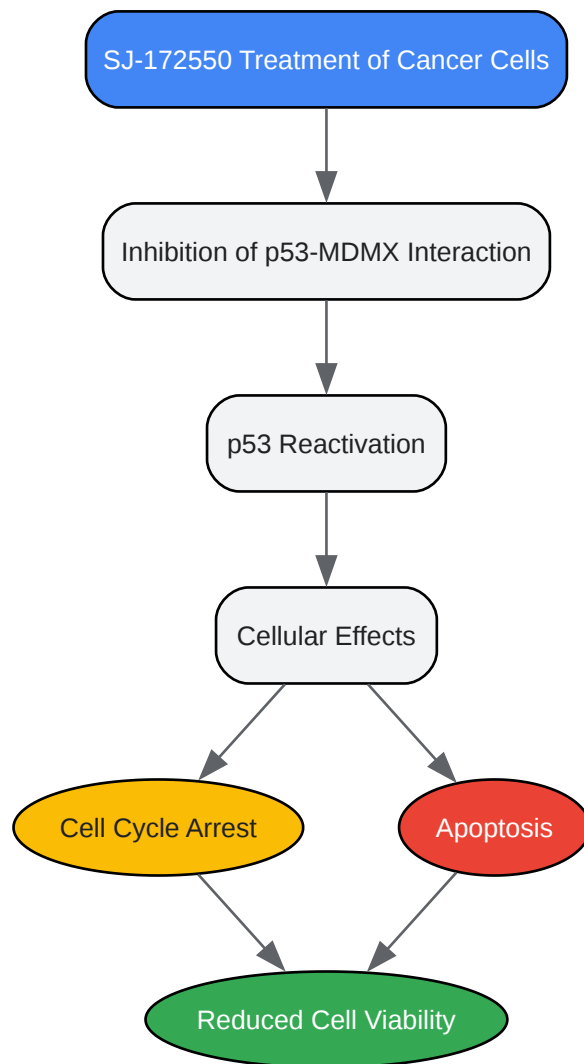 SJ-172550 Treatment of Cancer Cells
Inhibition of p53-MDMX Interaction
p53 Reactivation
Cellular Effects
Cell Cycle Arrest
Apoptosis
Reduced Cell Viability